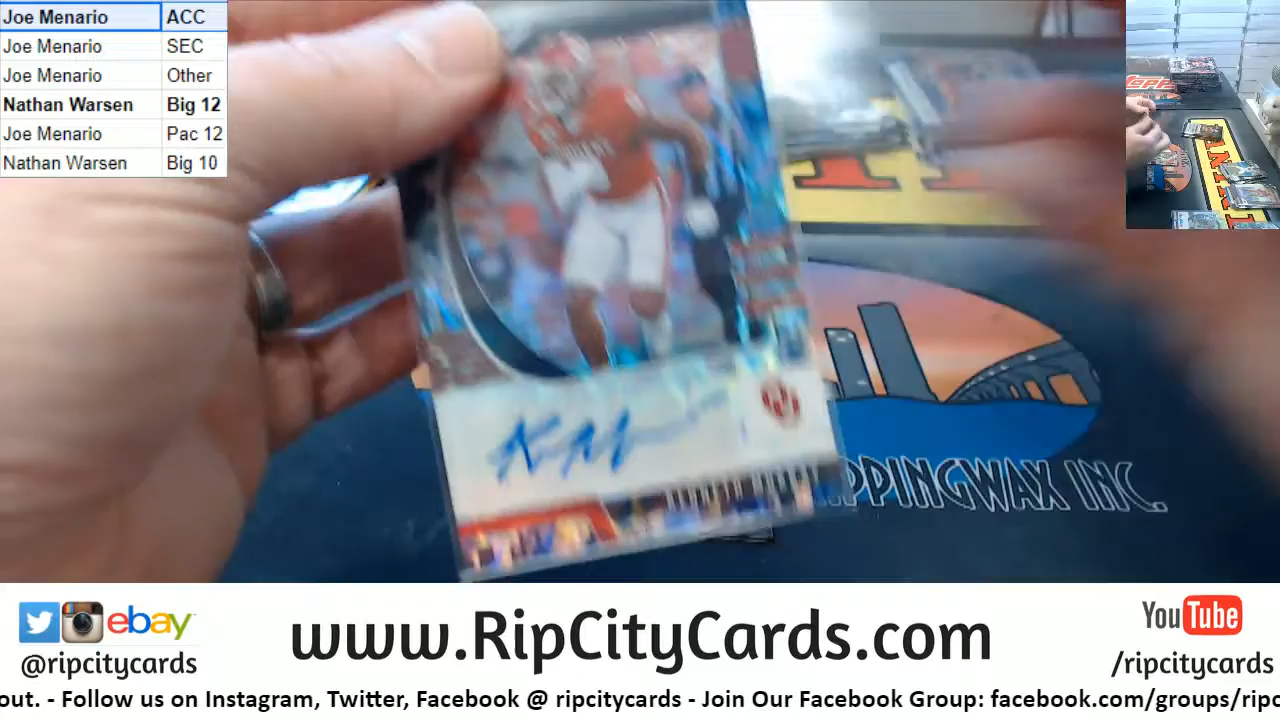 Joe Menario ACC
Joe Menario SEC
Joe Menario Other
Nathan Warsen Big 12
Joe Menario Pac 12
Nathan Warsen Big 10
PPINGWAX INC.
ebay
@ripcitycards
www.RipCityCards.com
YouTube
/ripcitycards
out. - Follow us on Instagram, Twitter, Facebook @ ripcitycards - Join Our Facebook Group: facebook.com/groups/ripc